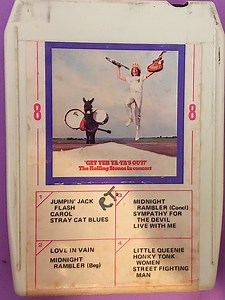 8
8
'GET YER YA-YA'S OUT!'
The Rolling Stones in concert
1
JUMPIN' JACK
FLASH
CAROL
STRAY CAT BLUES
2
LOVE IN VAIN
MIDNIGHT
RAMBLER (Beg)
MIDNIGHT
RAMBLER (Concl)
SYMPATHY FOR
THE DEVIL
LIVE WITH ME
4
LITTLE QUEENIE
HONKY TONK
WOMEN
STREET FIGHTING
MAN